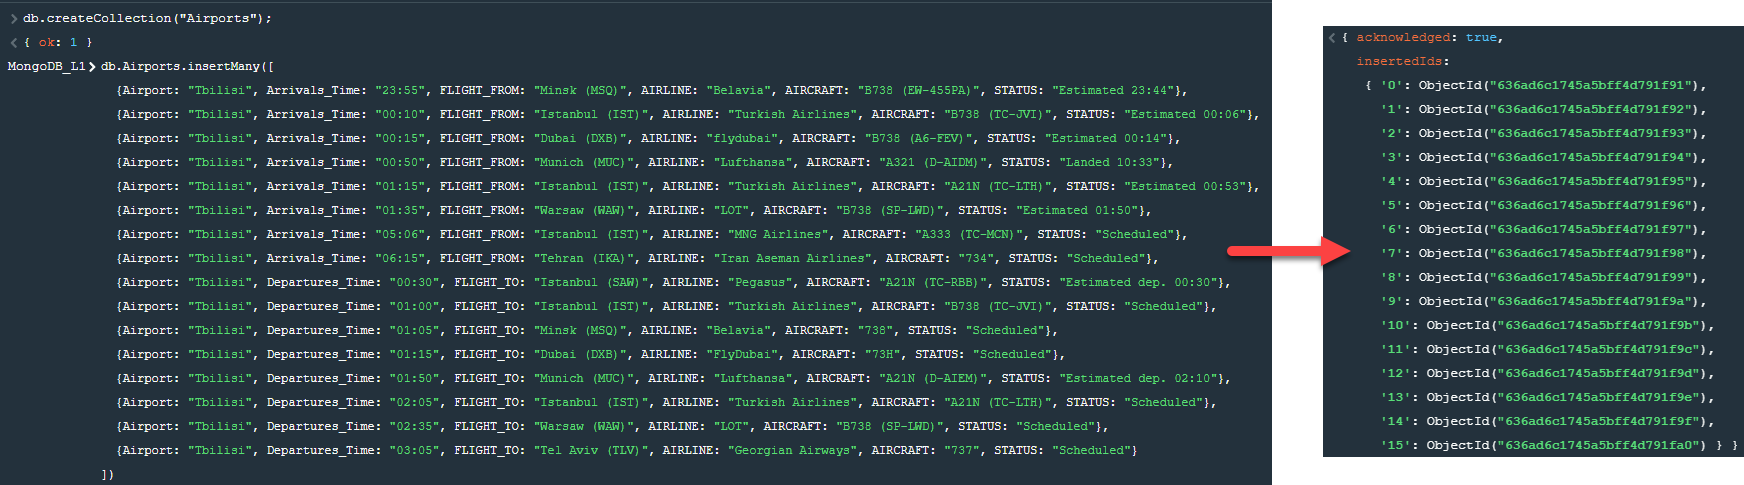 > db.createCollection("Airports");
< { ok: 1 }
MongoDB_L1> db.Airports.insertMany([
{Airport: "Tbilisi", Arrivals_Time: "23:55", FLIGHT_FROM: "Minsk (MSQ)", AIRLINE: "Belavia", AIRCRAFT: "B738 (EW-455PA)", STATUS: "Estimated 23:44"},
{Airport: "Tbilisi", Arrivals_Time: "00:10", FLIGHT_FROM: "Istanbul (IST)", AIRLINE: "Turkish Airlines", AIRCRAFT: "B738 (TC-JVI)", STATUS: "Estimated 00:06"},
{Airport: "Tbilisi", Arrivals_Time: "00:15", FLIGHT_FROM: "Dubai (DXB)", AIRLINE: "flydubai", AIRCRAFT: "B738 (A6-FEV)", STATUS: "Estimated 00:14"},
{Airport: "Tbilisi", Arrivals_Time: "00:50", FLIGHT_FROM: "Munich (MUC)", AIRLINE: "Lufthansa", AIRCRAFT: "A321 (D-AIDM)", STATUS: "Landed 10:33"},
{Airport: "Tbilisi", Arrivals_Time: "01:15", FLIGHT_FROM: "Istanbul (IST)", AIRLINE: "Turkish Airlines", AIRCRAFT: "A21N (TC-LTH)", STATUS: "Estimated 00:53"},
{Airport: "Tbilisi", Arrivals_Time: "01:35", FLIGHT_FROM: "Warsaw (WAW)", AIRLINE: "LOT", AIRCRAFT: "B738 (SP-LWD)", STATUS: "Estimated 01:50"},
{Airport: "Tbilisi", Arrivals_Time: "05:06", FLIGHT_FROM: "Istanbul (IST)", AIRLINE: "MNG Airlines", AIRCRAFT: "A333 (TC-MCN)", STATUS: "Scheduled"},
{Airport: "Tbilisi", Arrivals_Time: "06:15", FLIGHT_FROM: "Tehran (IKA)", AIRLINE: "Iran Aseman Airlines", AIRCRAFT: "734", STATUS: "Scheduled"},
{Airport: "Tbilisi", Departures_Time: "00:30", FLIGHT_TO: "Istanbul (SAW)", AIRLINE: "Pegasus", AIRCRAFT: "A21N (TC-RBB)", STATUS: "Estimated dep. 00:30"},
{Airport: "Tbilisi", Departures_Time: "01:00", FLIGHT_TO: "Istanbul (IST)", AIRLINE: "Turkish Airlines", AIRCRAFT: "B738 (TC-JVI)", STATUS: "Scheduled"},
{Airport: "Tbilisi", Departures_Time: "01:05", FLIGHT_TO: "Minsk (MSQ)", AIRLINE: "Belavia", AIRCRAFT: "738", STATUS: "Scheduled"},
{Airport: "Tbilisi", Departures_Time: "01:15", FLIGHT_TO: "Dubai (DXB)", AIRLINE: "FlyDubai", AIRCRAFT: "73H", STATUS: "Scheduled"},
{Airport: "Tbilisi", Departures_Time: "01:50", FLIGHT_TO: "Munich (MUC)", AIRLINE: "Lufthansa", AIRCRAFT: "A21N (D-AIEM)", STATUS: "Estimated dep. 02:10"},
{Airport: "Tbilisi", Departures_Time: "02:05", FLIGHT_TO: "Istanbul (IST)", AIRLINE: "Turkish Airlines", AIRCRAFT: "A21N (TC-LTH)", STATUS: "Scheduled"},
{Airport: "Tbilisi", Departures_Time: "02:35", FLIGHT_TO: "Warsaw (WAW)", AIRLINE: "LOT", AIRCRAFT: "B738 (SP-LWD)", STATUS: "Scheduled"},
{Airport: "Tbilisi", Departures_Time: "03:05", FLIGHT_TO: "Tel Aviv (TLV)", AIRLINE: "Georgian Airways", AIRCRAFT: "737", STATUS: "Scheduled"}
])
< { acknowledged: true,
insertedIds:
{ '0': ObjectId("636ad6c1745a5bff4d791f91"),
'1': ObjectId("636ad6c1745a5bff4d791f92"),
'2': ObjectId("636ad6c1745a5bff4d791f93"),
'3': ObjectId("636ad6c1745a5bff4d791f94"),
'4': ObjectId("636ad6c1745a5bff4d791f95"),
'5': ObjectId("636ad6c1745a5bff4d791f96"),
'6': ObjectId("636ad6c1745a5bff4d791f97"),
'7': ObjectId("636ad6c1745a5bff4d791f98"),
'8': ObjectId("636ad6c1745a5bff4d791f99"),
'9': ObjectId("636ad6c1745a5bff4d791f9a"),
'10': ObjectId("636ad6c1745a5bff4d791f9b"),
'11': ObjectId("636ad6c1745a5bff4d791f9c"),
'12': ObjectId("636ad6c1745a5bff4d791f9d"),
'13': ObjectId("636ad6c1745a5bff4d791f9e"),
'14': ObjectId("636ad6c1745a5bff4d791f9f"),
'15': ObjectId("636ad6c1745a5bff4d791fa0") } }